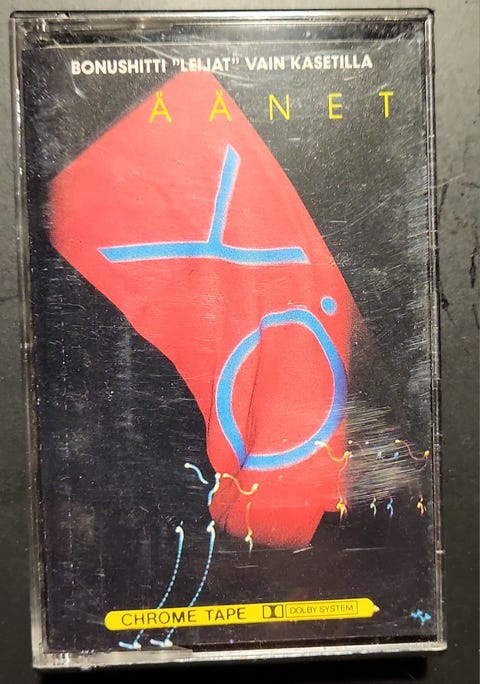 BONUSHITTI "LEIJAT" VAIN KASETILLA
ÄÄNET
YÖ
CHROME TAPE DOLBY SYSTEM